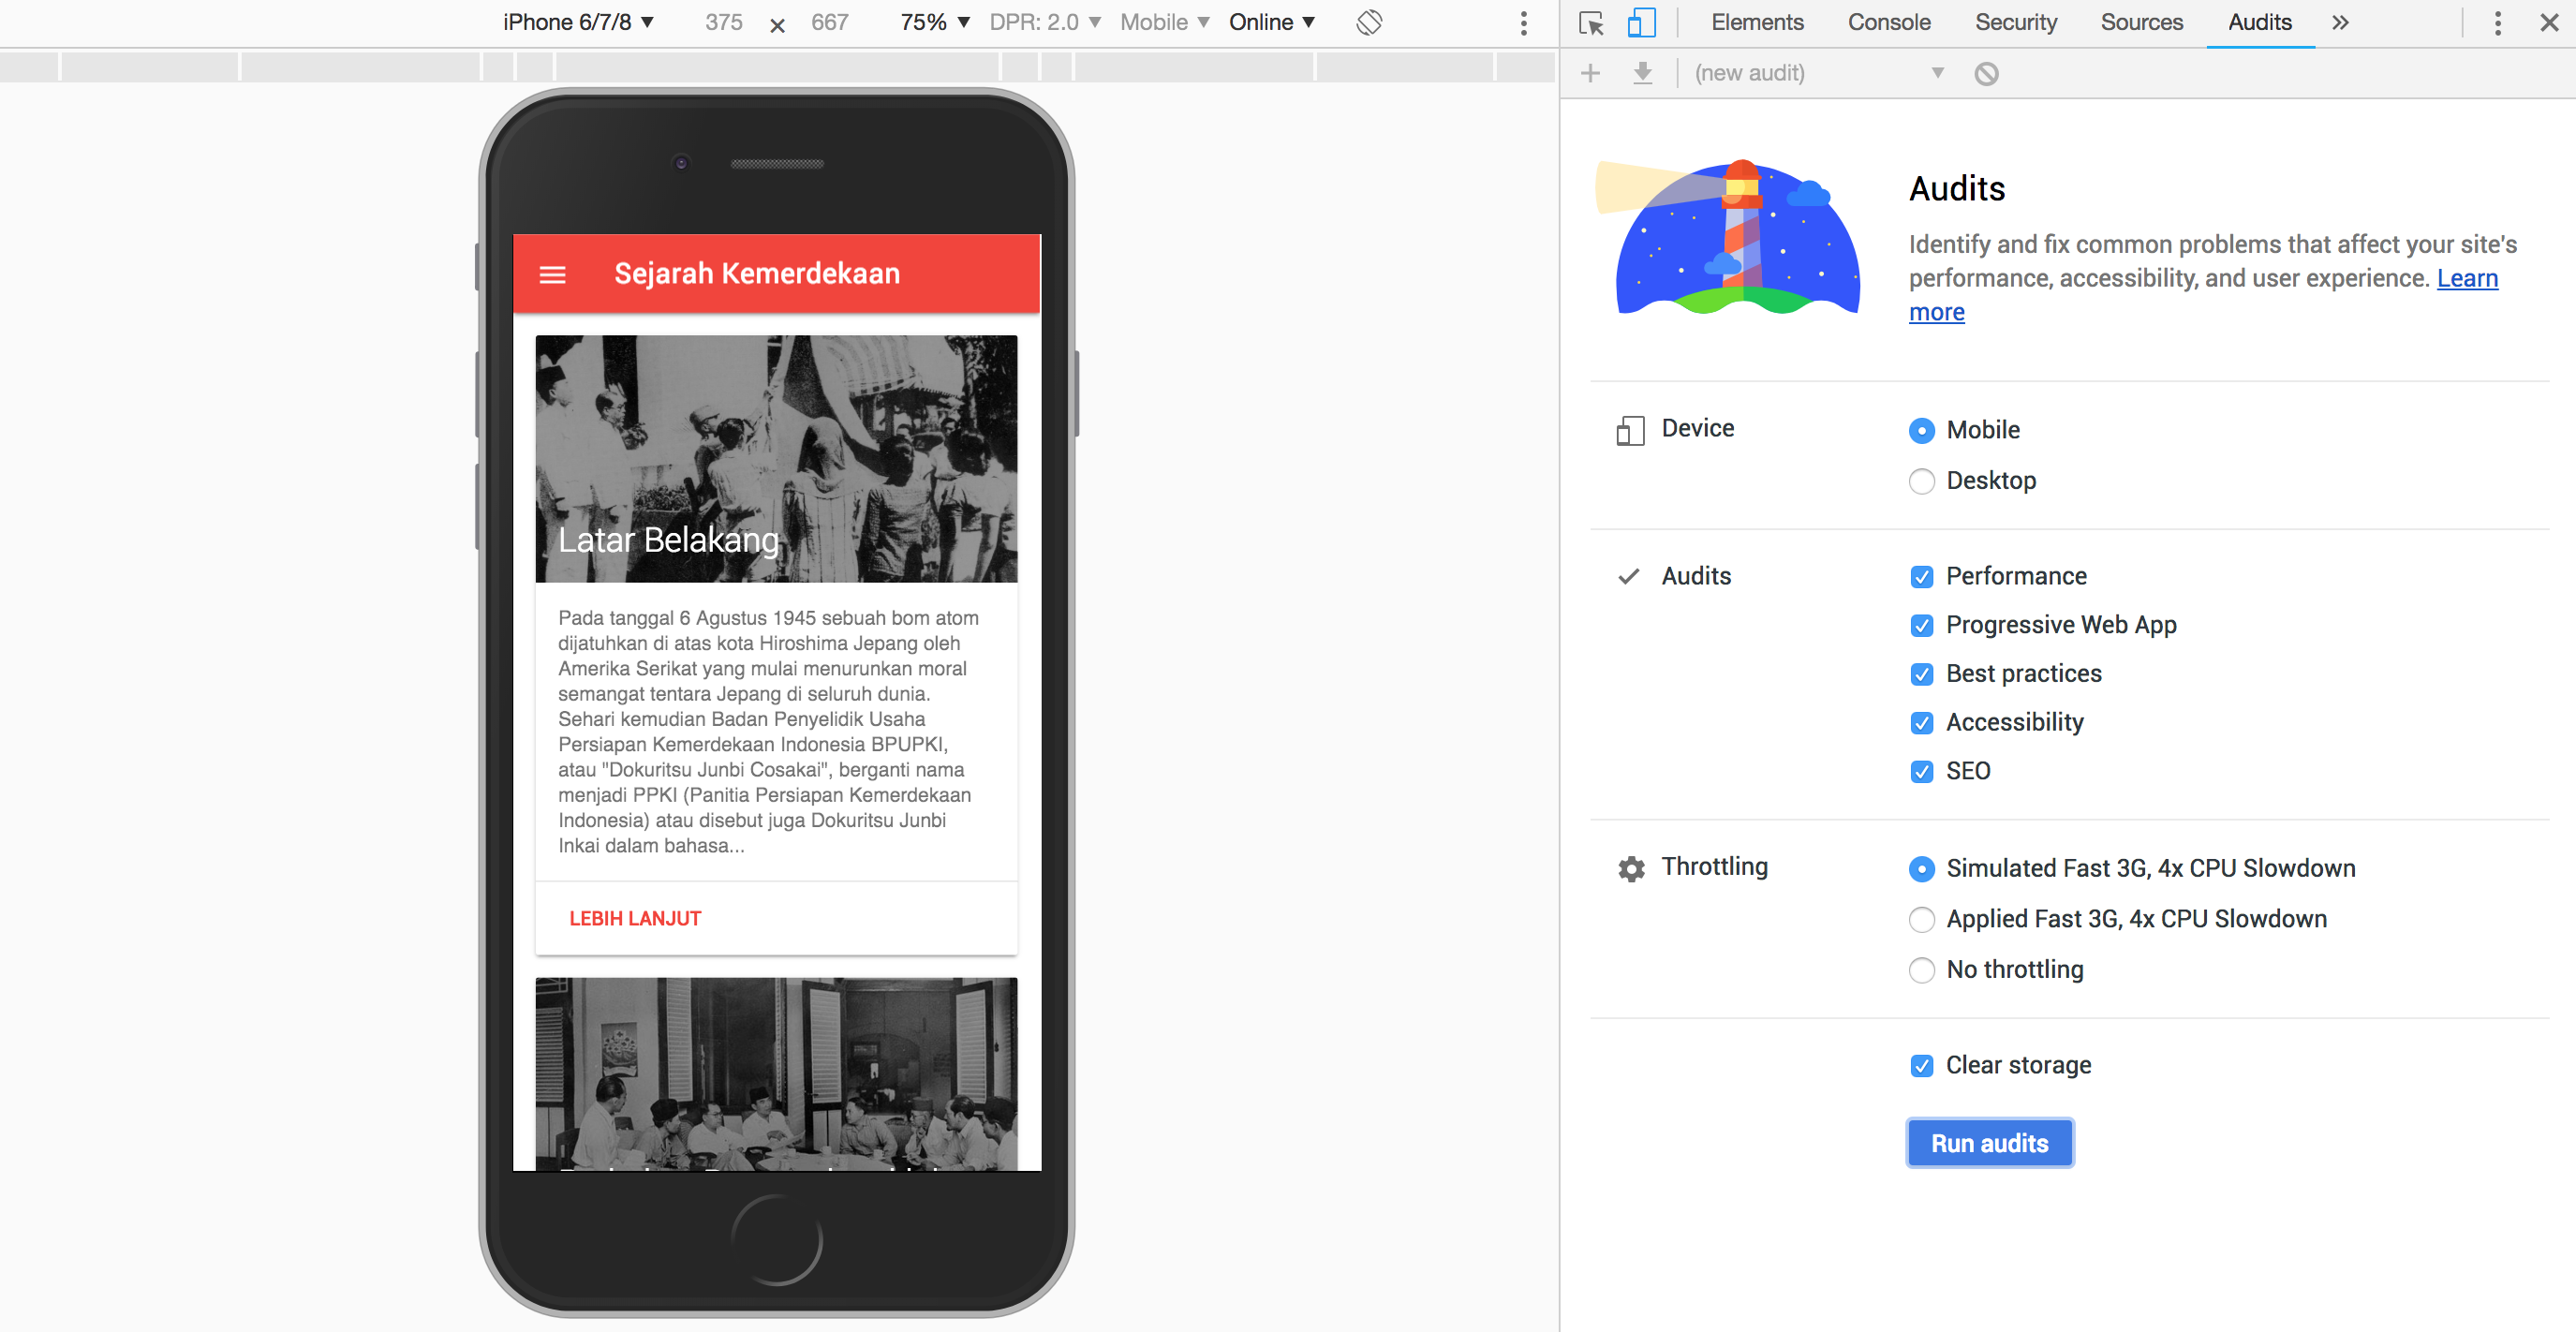 iPhone 6/7/8 ▼ 375 × 667 75% ▼ DPR: 2.0 ▼ Mobile ▼ Online ▼
Sejarah Kemerdekaan
Latar Belakang
Pada tanggal 6 Agustus 1945 sebuah bom atom
dijatuhkan di atas kota Hiroshima Jepang oleh
Amerika Serikat yang mulai menurunkan moral
semangat tentara Jepang di seluruh dunia.
Sehari kemudian Badan Penyelidik Usaha
Persiapan Kemerdekaan Indonesia BPUPKI,
atau "Dokuritsu Junbi Cosakai", berganti nama
menjadi PPKI (Panitia Persiapan Kemerdekaan
Indonesia) atau disebut juga Dokuritsu Junbi
Inkai dalam bahasa...
LEBIH LANJUT
Elements Console Security Sources Audits »
(new audit)
Audits
Identify and fix common problems that affect your site's
performance, accessibility, and user experience. Learn
more
Device
Mobile
Desktop
Audits
Performance
Progressive Web App
Best practices
Accessibility
SEO
Throttling
Simulated Fast 3G, 4x CPU Slowdown
Applied Fast 3G, 4x CPU Slowdown
No throttling
Clear storage
Run audits